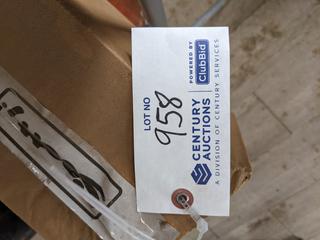 LOT NO
958
CENTURY
AUCTIONS
A DIVISION OF CENTURY SERVICES
POWERED BY
ClubBid